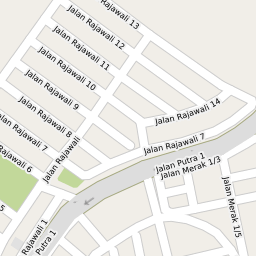 Jalan Rajawali 13
Jalan Rajawali 12
Jalan Rajawali 11
Jalan Rajawali 10
Jalan Rajawali 9
Jalan Rajawali 8
Jalan Rajawali 7
Rajawali 6
Jalan Rajawali
Jalan Rajawali 14
Jalan Rajawali 7
Jalan Putra 1
Jalan Merak 1/3
Jalan Merak 1/5
Rajawali 1
Putra 1
5